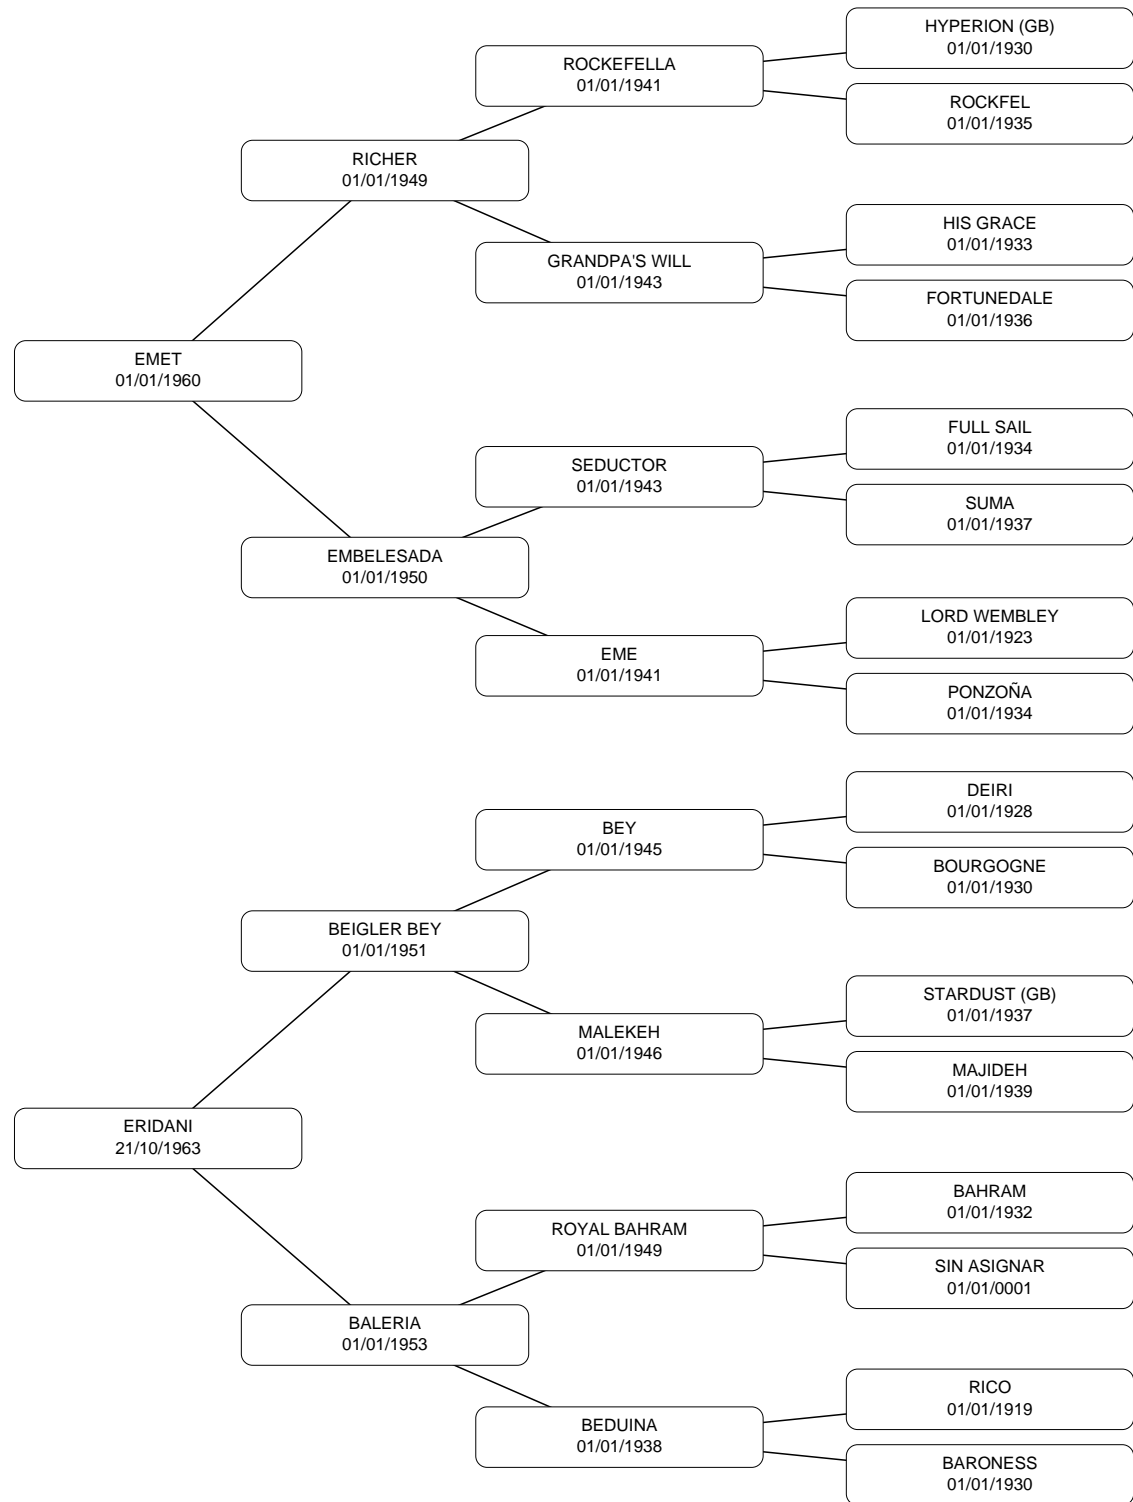 HYPERION (GB)
01/01/1930
ROCKEFELLA
01/01/1941
ROCKFEL
01/01/1935
RICHER
01/01/1949
HIS GRACE
01/01/1933
GRANDPA'S WILL
01/01/1943
FORTUNEDALE
01/01/1936
EMET
01/01/1960
FULL SAIL
01/01/1934
SEDUCTOR
01/01/1943
SUMA
01/01/1937
EMBELESADA
01/01/1950
LORD WEMBLEY
01/01/1923
EME
01/01/1941
PONZOÑA
01/01/1934
DEIRI
01/01/1928
BEY
01/01/1945
BOURGOGNE
01/01/1930
BEIGLER BEY
01/01/1951
STARDUST (GB)
01/01/1937
MALEKEH
01/01/1946
MAJIDEH
01/01/1939
ERIDANI
21/10/1963
BAHRAM
01/01/1932
ROYAL BAHRAM
01/01/1949
SIN ASIGNAR
01/01/0001
BALERIA
01/01/1953
RICO
01/01/1919
BEDUINA
01/01/1938
BARONESS
01/01/1930